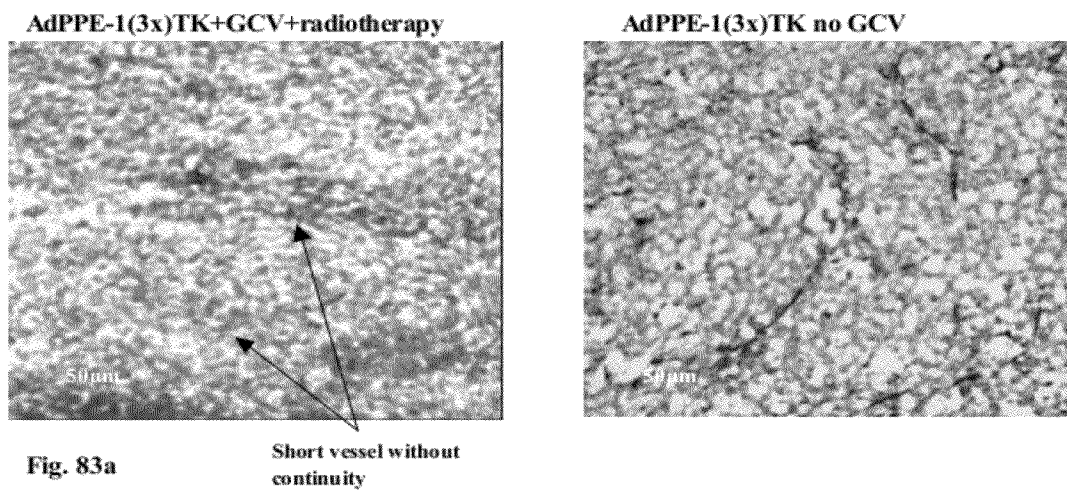 AdPPE-1(3x)TK+GCV+radiotherapy
AdPPE-1(3x)TK no GCV
50μm
50μm
Short vessel without
continuity
Fig. 83a